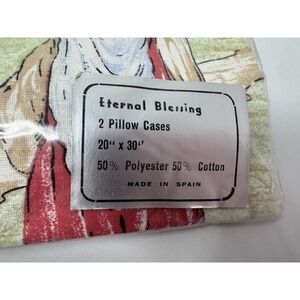 Eternal Blessing
2 Pillow Cases
20" x 30"
50% Polyester 50% Cotton
MADE IN SPAIN